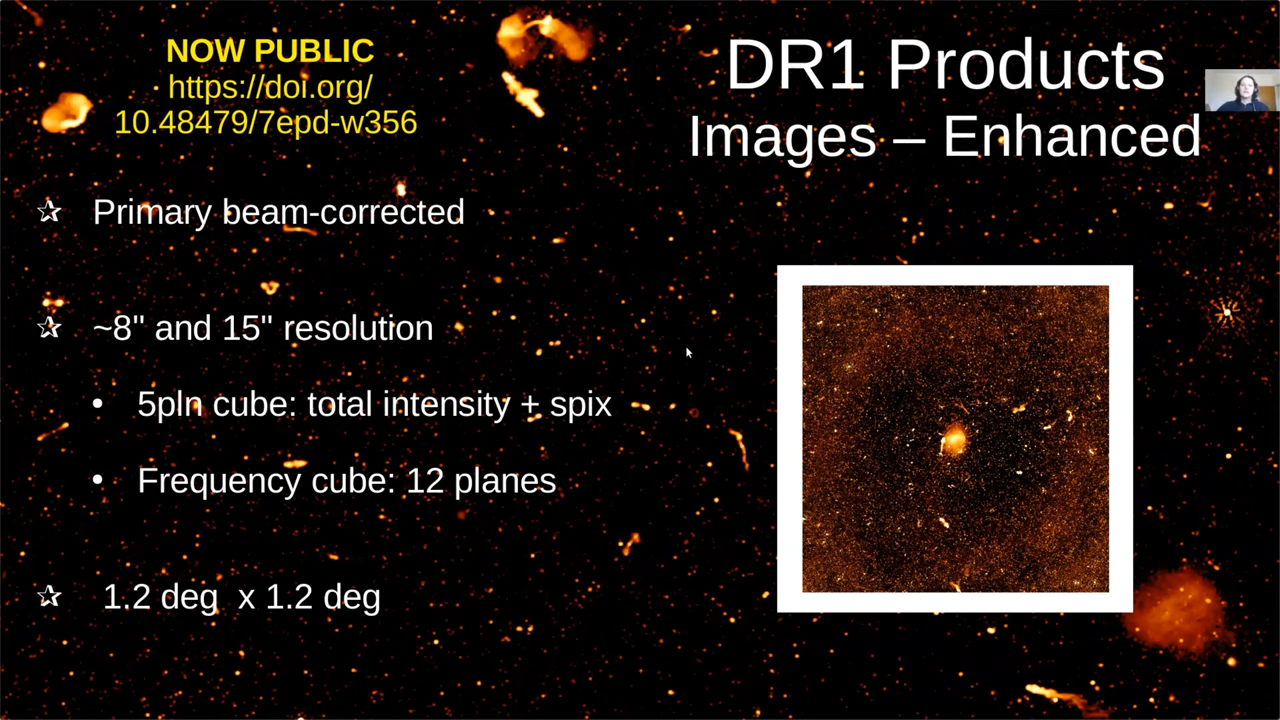 NOW PUBLIC
https://doi.org/
10.48479/7epd-w356
DR1 Products
Images – Enhanced
✰ Primary beam-corrected
✰ ~8" and 15" resolution
• 5pln cube: total intensity + spix
• Frequency cube: 12 planes
✰ 1.2 deg x 1.2 deg